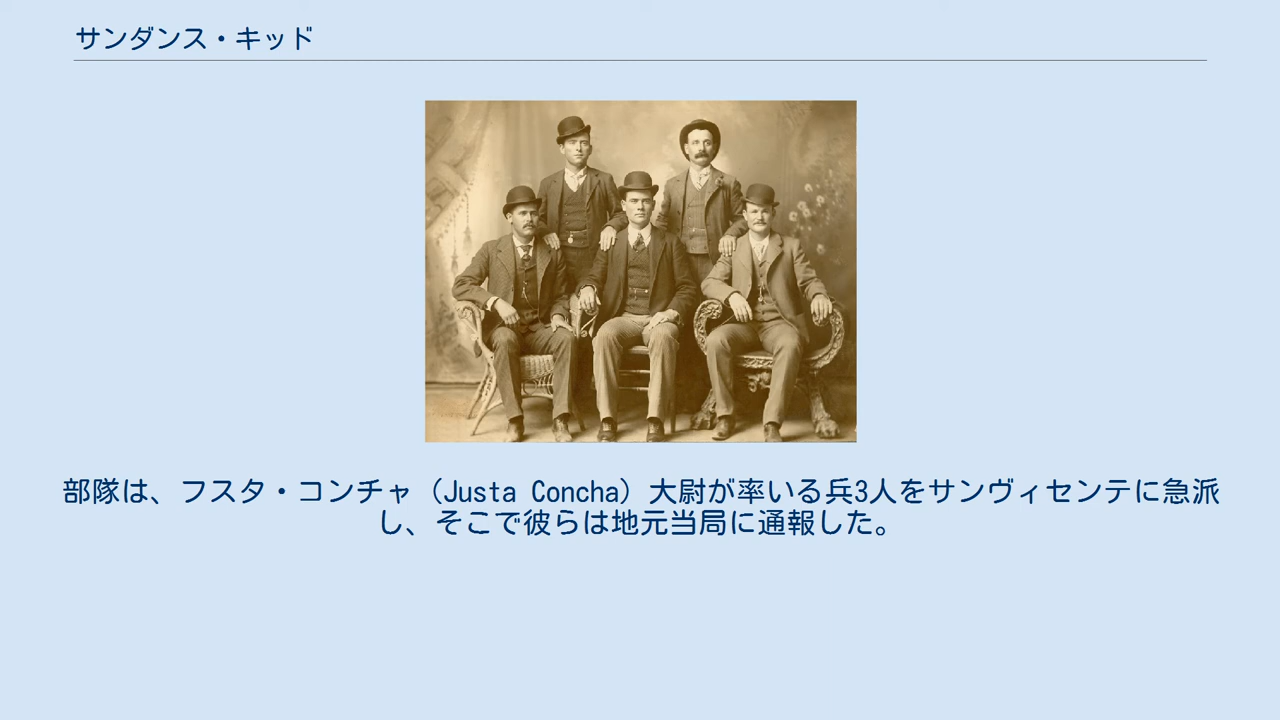 サンダンス・キッド
部隊は、フスタ・コンチャ（Justa Concha）大尉が率いる兵3人をサンヴィセンテに急派
し、そこで彼らは地元当局に通報した。